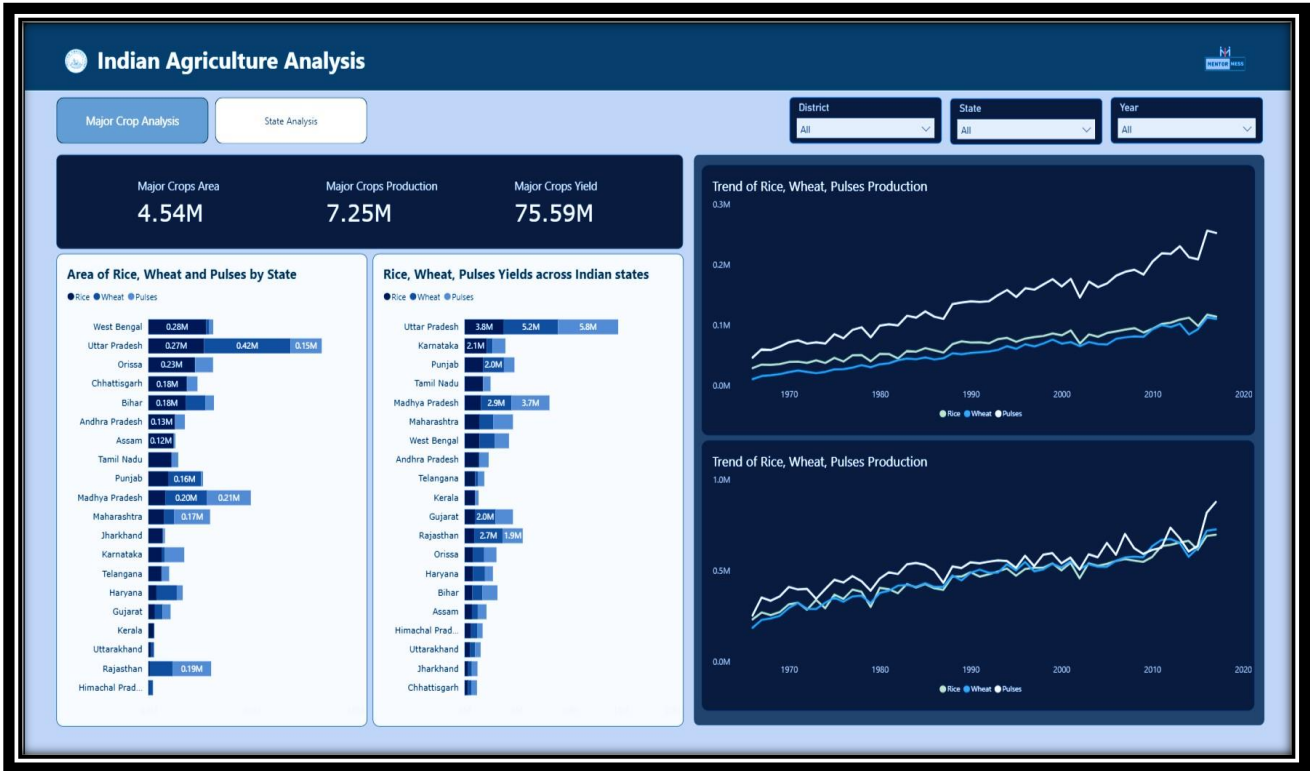 Indian Agriculture Analysis
MENTOR NESS
Major Crop Analysis
State Analysis
District
All
State
All
Year
All
Major Crops Area
4.54M
Major Crops Production
7.25M
Major Crops Yield
75.59M
Area of Rice, Wheat and Pulses by State
Rice Wheat Pulses
West Bengal 0.28M
Uttar Pradesh 0.27M 0.42M 0.15M
Orissa 0.23M
Chhattisgarh 0.18M
Bihar 0.18M
Andhra Pradesh 0.13M
Assam 0.12M
Tamil Nadu
Punjab 0.16M
Madhya Pradesh 0.20M 0.21M
Maharashtra 0.17M
Jharkhand
Karnataka
Telangana
Haryana
Gujarat
Kerala
Uttarakhand
Rajasthan 0.19M
Himachal Prad...
Rice, Wheat, Pulses Yields across Indian states
Rice Wheat Pulses
Uttar Pradesh 3.8M 5.2M 5.8M
Karnataka 2.1M
Punjab 2.0M
Tamil Nadu
Madhya Pradesh 2.9M 3.7M
Maharashtra
West Bengal
Andhra Pradesh
Telangana
Kerala
Gujarat 2.0M
Rajasthan 2.7M 1.9M
Orissa
Haryana
Bihar
Assam
Himachal Prad...
Uttarakhand
Jharkhand
Chhattisgarh
Trend of Rice, Wheat, Pulses Production
0.3M
0.2M
0.1M
0.0M
1970 1980 1990 2000 2010 2020
Rice Wheat Pulses
Trend of Rice, Wheat, Pulses Production
1.0M
0.5M
0.0M
1970 1980 1990 2000 2010 2020
Rice Wheat Pulses